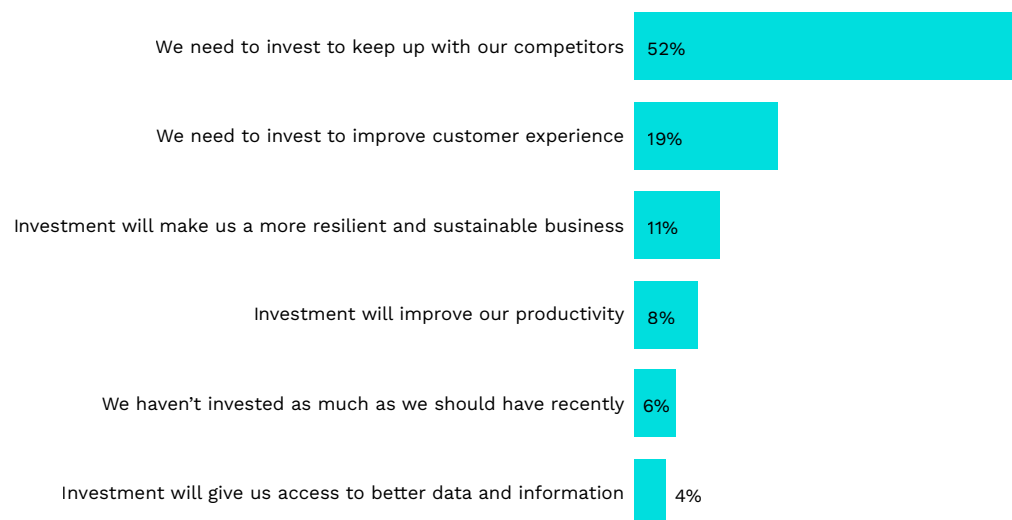 We need to invest to keep up with our competitors 52%
We need to invest to improve customer experience 19%
Investment will make us a more resilient and sustainable business 11%
Investment will improve our productivity 8%
We haven’t invested as much as we should have recently 6%
Investment will give us access to better data and information 4%